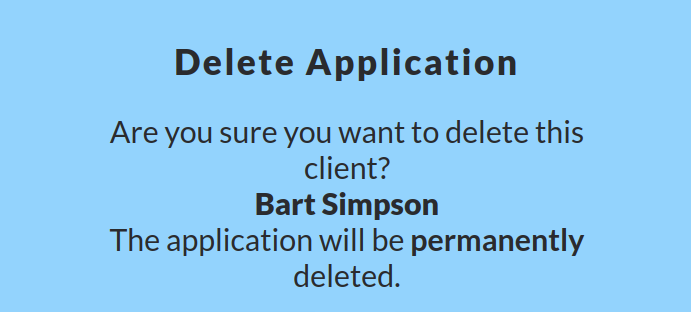 Delete Application
Are you sure you want to delete this
client?
Bart Simpson
The application will be permanently
deleted.